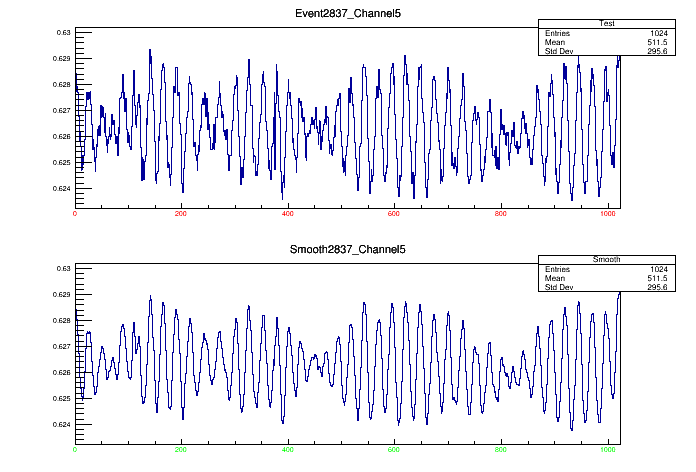 Event2837_Channel5
Test
Entries 1024
Mean 511.5
Std Dev 295.6
0.63
0.629
0.628
0.627
0.626
0.625
0.624
0 200 400 600 800 1000
Smooth2837_Channel5
Smooth
Entries 1024
Mean 511.5
Std Dev 295.6
0.63
0.629
0.628
0.627
0.626
0.625
0.624
0 200 400 600 800 1000